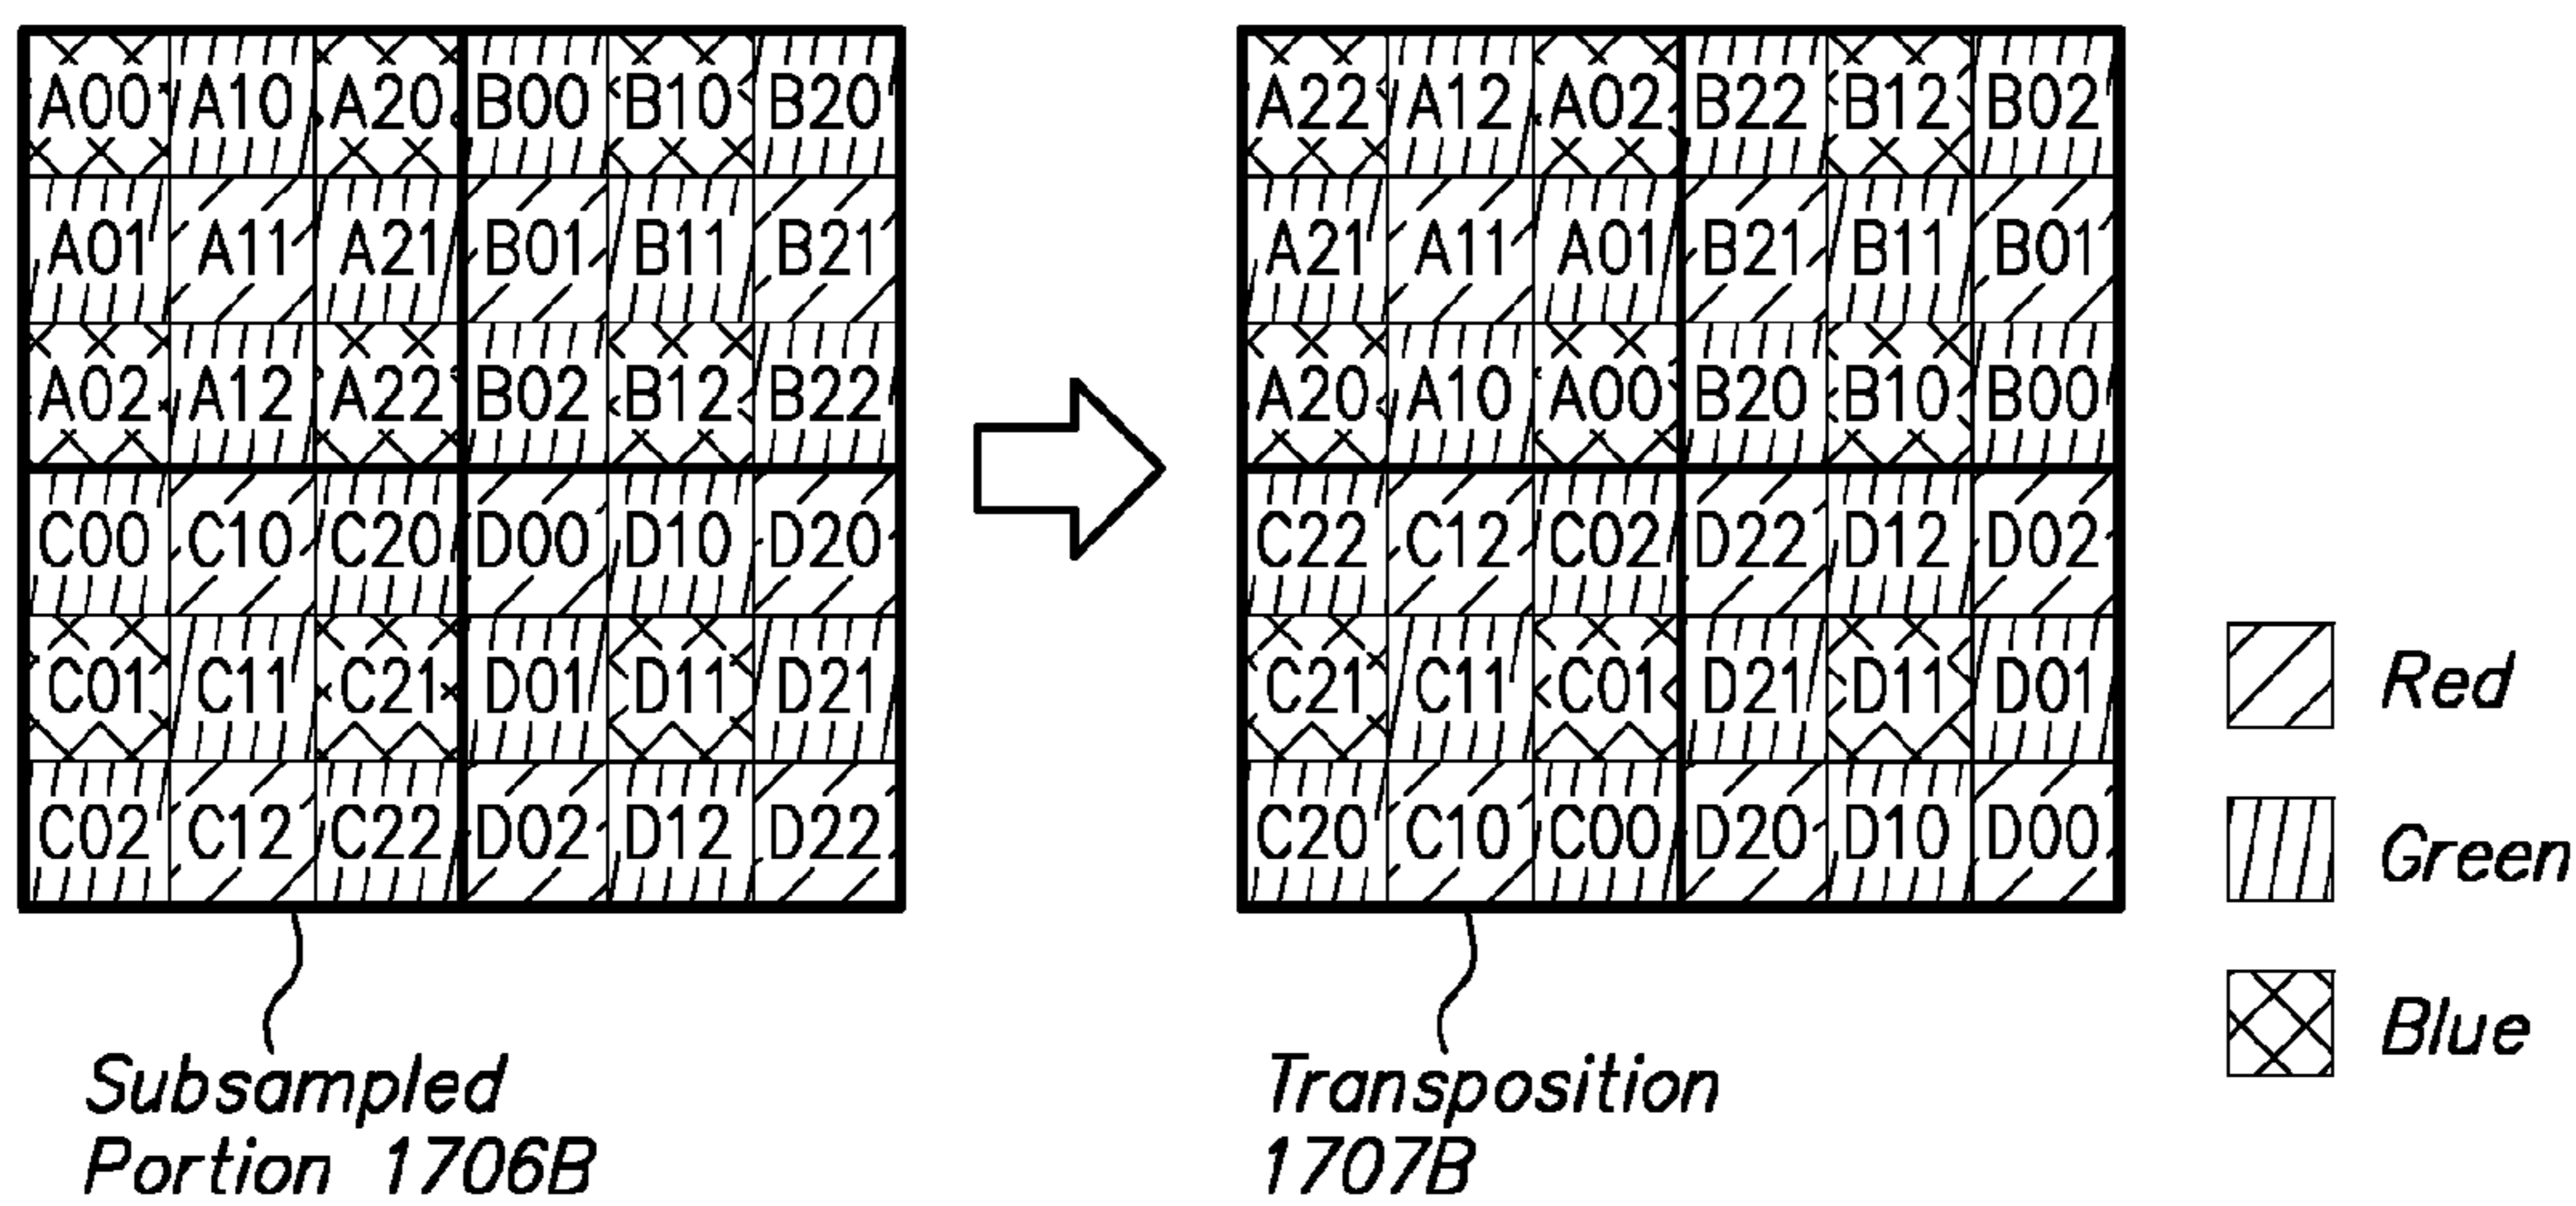 A00 A10 A20 B00 B10 B20 A22 A12 A02 B22 B12 B02
A01 A11 A21 B01 B11 B21 A21 A11 A01 B21 B11 B01
A02 A12 A22 B02 B12 B22 A20 A10 A00 B20 B10 B00
C00 C10 C20 D00 D10 D20 C22 C12 C02 D22 D12 D02
C01 C11 C21 D01 D11 D21 C21 C11 C01 D21 D11 D01 Red
C02 C12 C22 D02 D12 D22 C20 C10 C00 D20 D10 D00 Green
Blue
Subsampled
Portion 1706B
Transposition
1707B